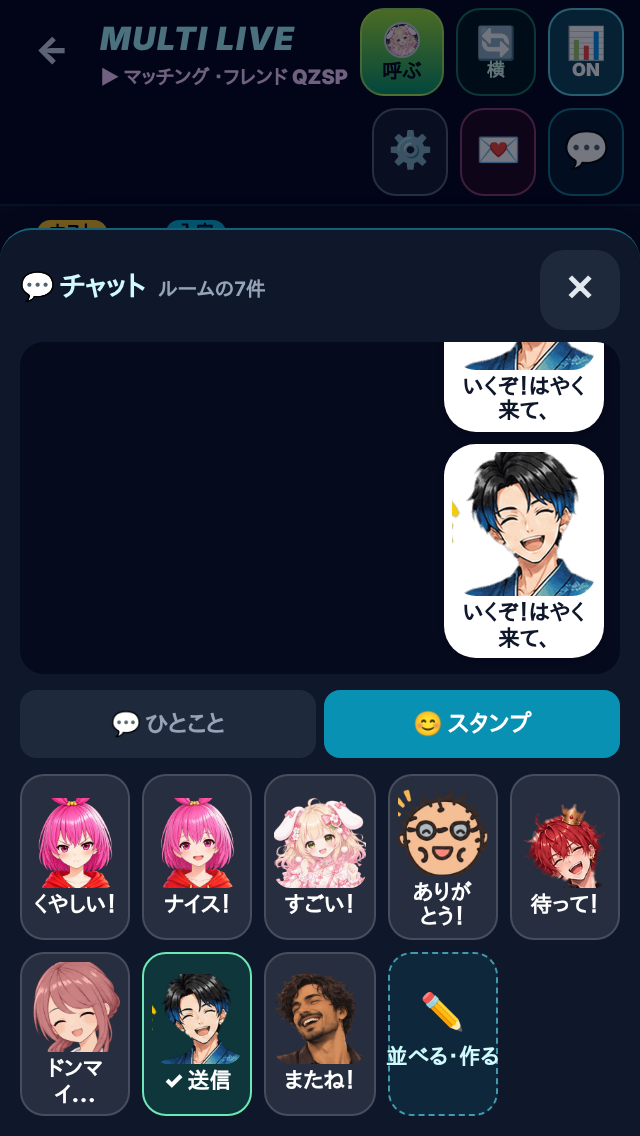 MULTI LIVE
▶ マッチング・フレンド QZSP
呼ぶ
横
ON
チャット ルームの7件
✕
いくぞ!はやく
来て、
いくぞ!はやく
来て、
ひとこと
スタンプ
くやしい!
ナイス!
すごい!
ありが
とう!
待って!
ドンマ
イ…
✓送信
またね!
並べる・作る